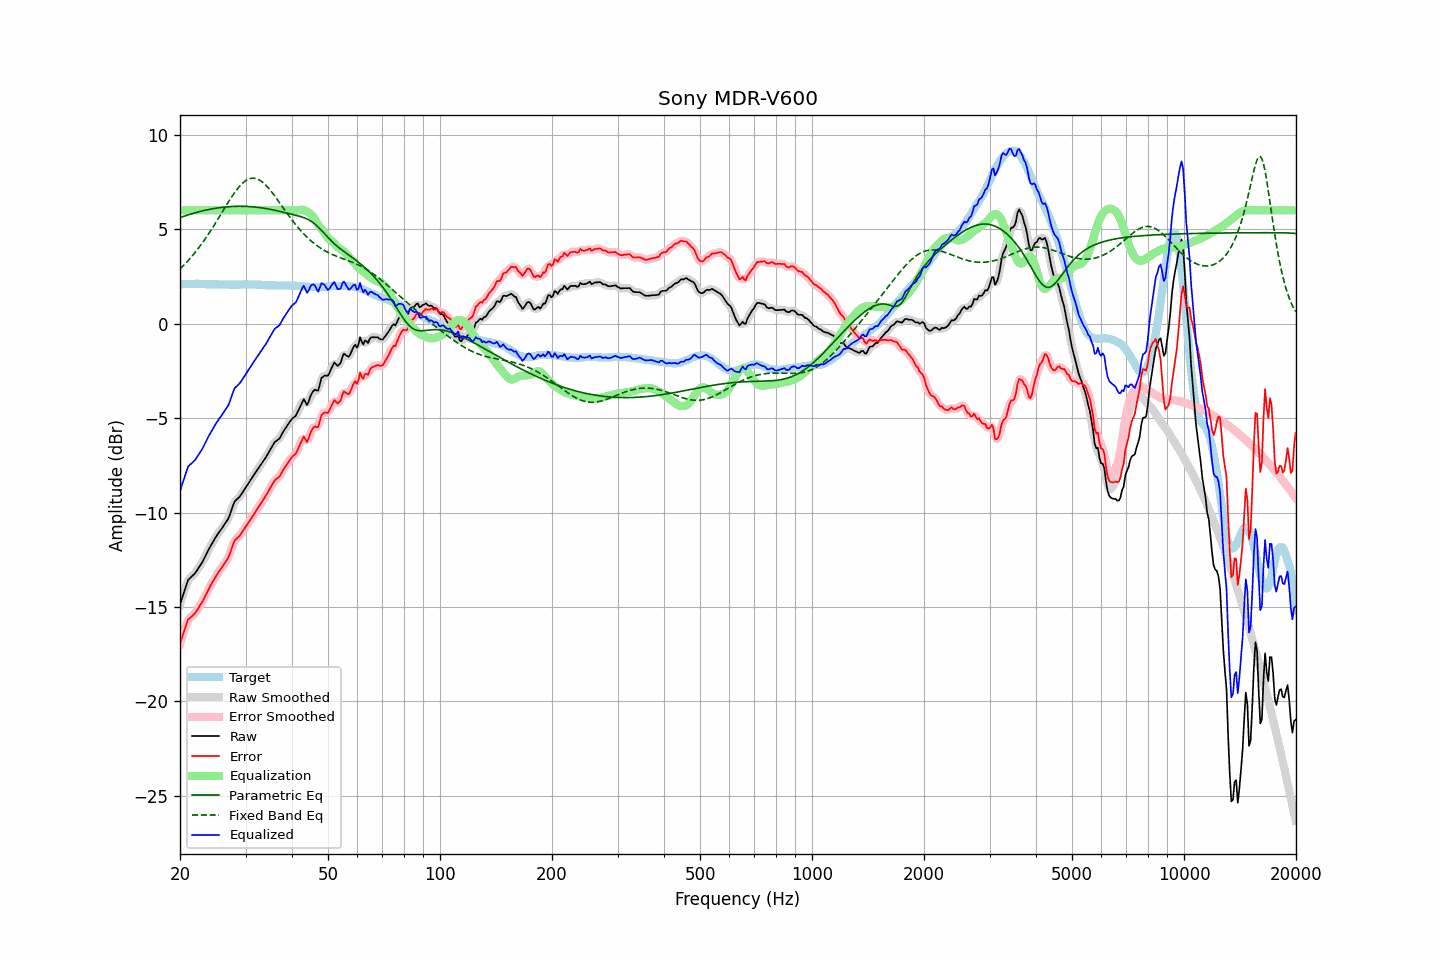 Sony MDR-V600
Amplitude (dBr)
10
5
0
−5
−10
−15
−20
−25
Target
Raw Smoothed
Error Smoothed
Raw
Error
Equalization
Parametric Eq
Fixed Band Eq
Equalized
20 50 100 200 500 1000 2000 5000 10000 20000
Frequency (Hz)